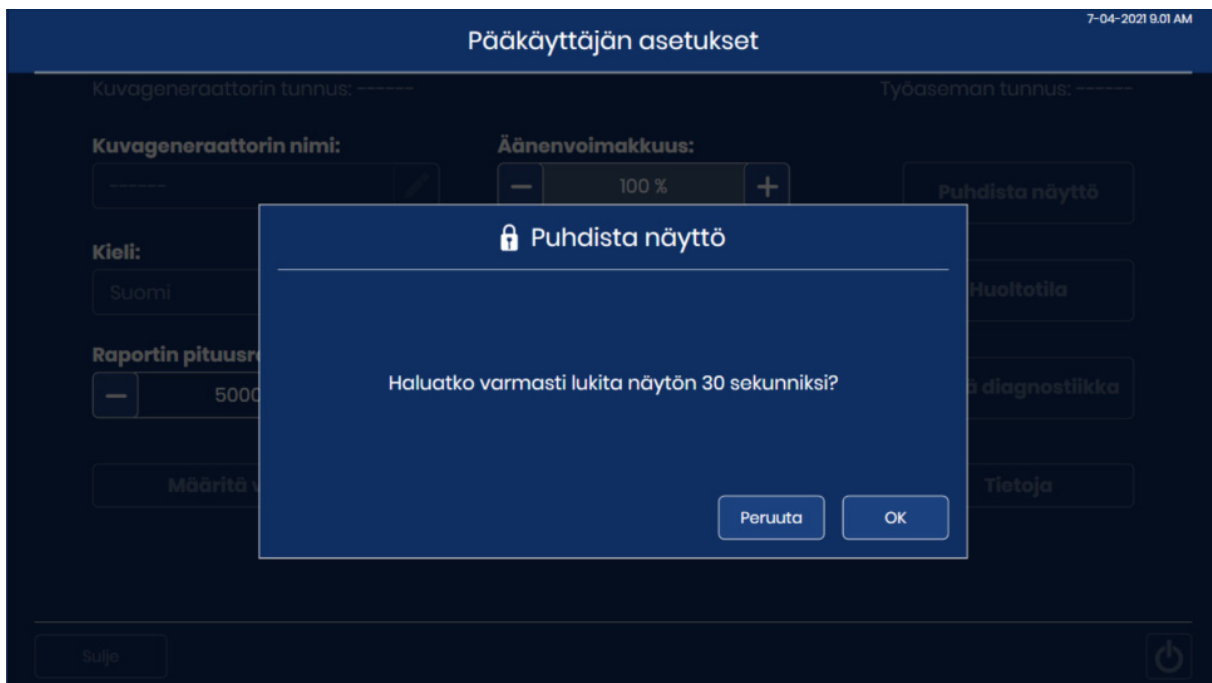 7-04-2021 9.01 AM
Pääkäyttäjän asetukset
Kuvageneraattorin tunnus: ------
Työaseman tunnus: ------
Kuvageneraattorin nimi:
Äänenvoimakkuus:
------
100 %
Puhdista näyttö
Puhdista näyttö
Kieli:
Suomi
Huoltotila
Raportin
Haluatko varmasti lukita näytön 30 sekunniksi?
5000
diagnostiikka
Määritä
Tietoja
Peruuta
OK
Sulje